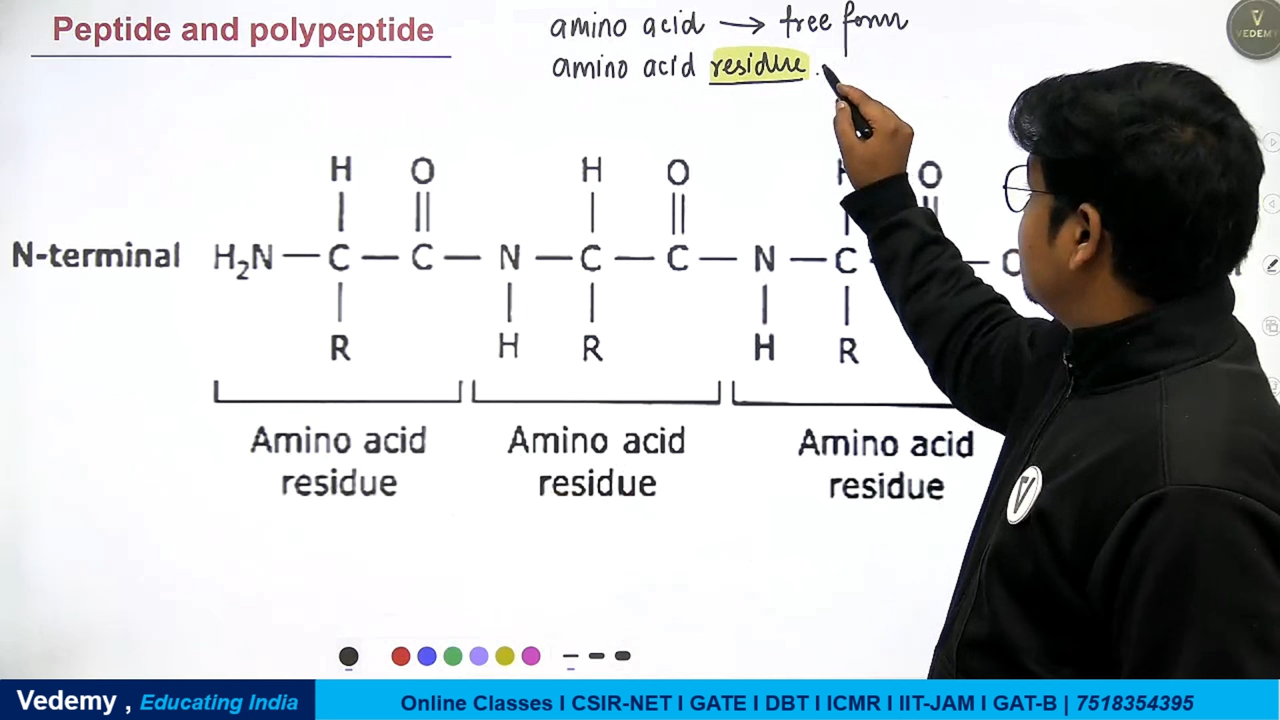 Peptide and polypeptide
amino acid → free form
amino acid residue .
V
VEDEMY
H O H O H O
N-terminal H₂N — C — C — N — C — C — N — C
R H R H R
Amino acid residue
Amino acid residue
Amino acid residue
V
Vedemy , Educating India
Online Classes I CSIR-NET I GATE I DBT I ICMR I IIT-JAM I GAT-B | 7518354395